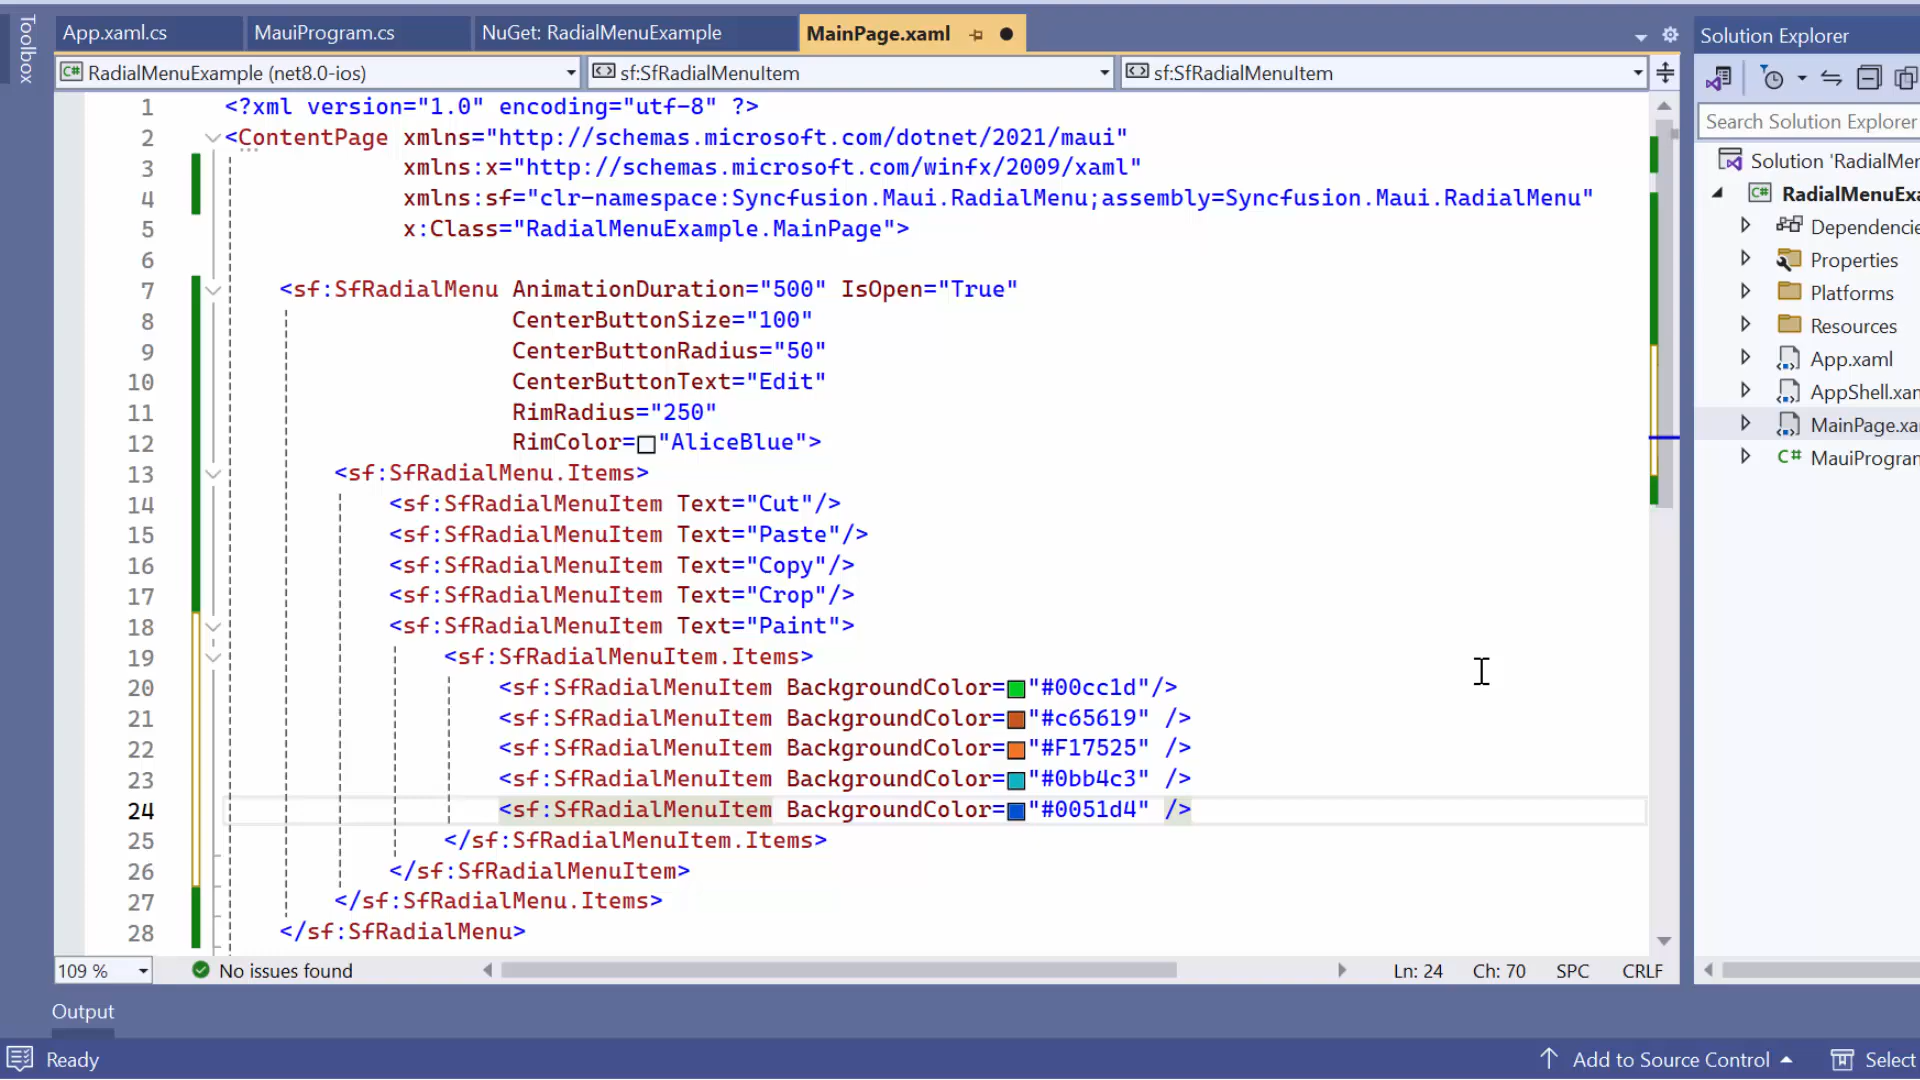 Toolbox
App.xaml.cs
MauiProgram.cs
NuGet: RadialMenuExample
MainPage.xaml
Solution Explorer
RadialMenuExample (net8.0-ios)
sf:SfRadialMenuItem
sf:SfRadialMenuItem
Search Solution Explorer
1 <?xml version="1.0" encoding="utf-8" ?>
2 <ContentPage xmlns="http://schemas.microsoft.com/dotnet/2021/maui"
3 xmlns:x="http://schemas.microsoft.com/winfx/2009/xaml"
4 xmlns:sf="clr-namespace:Syncfusion.Maui.RadialMenu;assembly=Syncfusion.Maui.RadialMenu"
5 x:Class="RadialMenuExample.MainPage">
6
7 <sf:SfRadialMenu AnimationDuration="500" IsOpen="True"
8 CenterButtonSize="100"
9 CenterButtonRadius="50"
10 CenterButtonText="Edit"
11 RimRadius="250"
12 RimColor="AliceBlue">
13 <sf:SfRadialMenu.Items>
14 <sf:SfRadialMenuItem Text="Cut"/>
15 <sf:SfRadialMenuItem Text="Paste"/>
16 <sf:SfRadialMenuItem Text="Copy"/>
17 <sf:SfRadialMenuItem Text="Crop"/>
18 <sf:SfRadialMenuItem Text="Paint">
19 <sf:SfRadialMenuItem.Items>
20 <sf:SfRadialMenuItem BackgroundColor="#00cc1d"/>
21 <sf:SfRadialMenuItem BackgroundColor="#c65619" />
22 <sf:SfRadialMenuItem BackgroundColor="#F17525" />
23 <sf:SfRadialMenuItem BackgroundColor="#0bb4c3" />
24 <sf:SfRadialMenuItem BackgroundColor="#0051d4" />
25 </sf:SfRadialMenuItem.Items>
26 </sf:SfRadialMenuItem>
27 </sf:SfRadialMenu.Items>
28 </sf:SfRadialMenu>
Solution 'RadialMe
C# RadialMenuExa
Dependencie
Properties
Platforms
Resources
App.xaml
AppShell.xam
MainPage.xa
C# MauiProgram
109 %
No issues found
Ln: 24
Ch: 70
SPC
CRLF
Output
Ready
Add to Source Control
Select